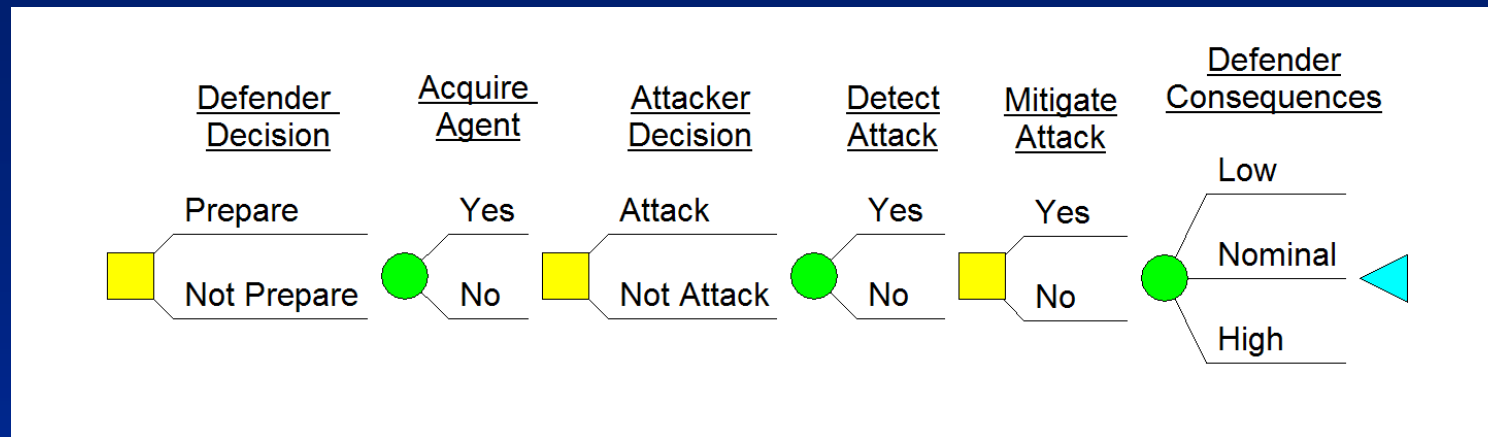 Defender
Decision
Prepare
Not Prepare
Acquire
Agent
Yes
No
Attacker
Decision
Attack
Not Attack
Detect
Attack
Yes
No
Mitigate
Attack
Yes
No
Defender
Consequences
Low
Nominal
High